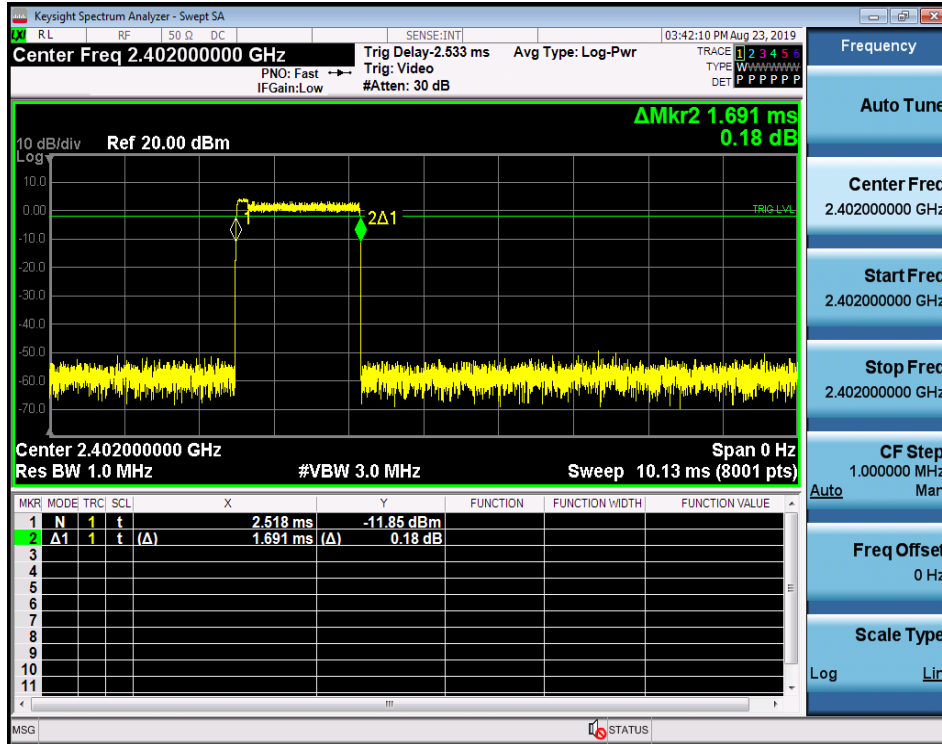 Keysight Spectrum Analyzer - Swept SA
LXI RL RF 50 Ω DC SENSE:INT 03:42:10 PM Aug 23, 2019
Center Freq 2.402000000 GHz
PNO: Fast
IFGain:Low
Trig Delay-2.533 ms
Trig: Video
#Atten: 30 dB
Avg Type: Log-Pwr
TRACE 1 2 3 4 5 6
TYPE WWWWWW
DET P P P P P P
ΔMkr2 1.691 ms
0.18 dB
10 dB/div Ref 20.00 dBm
Log
10.0
0.00
-10.0
-20.0
-30.0
-40.0
-50.0
-60.0
-70.0
1
2Δ1
TRIG LVL
Center 2.402000000 GHz Span 0 Hz
Res BW 1.0 MHz #VBW 3.0 MHz Sweep 10.13 ms (8001 pts)
MKR MODE TRC SCL X Y FUNCTION FUNCTION WIDTH FUNCTION VALUE
1 N 1 t 2.518 ms -11.85 dBm
2 Δ1 1 t (Δ) 1.691 ms (Δ) 0.18 dB
3
4
5
6
7
8
9
10
11
MSG STATUS
Frequency
Auto Tune
Center Freq
2.402000000 GHz
Start Freq
2.402000000 GHz
Stop Freq
2.402000000 GHz
CF Step
1.000000 MHz
Auto Man
Freq Offset
0 Hz
Scale Type
Log Lin